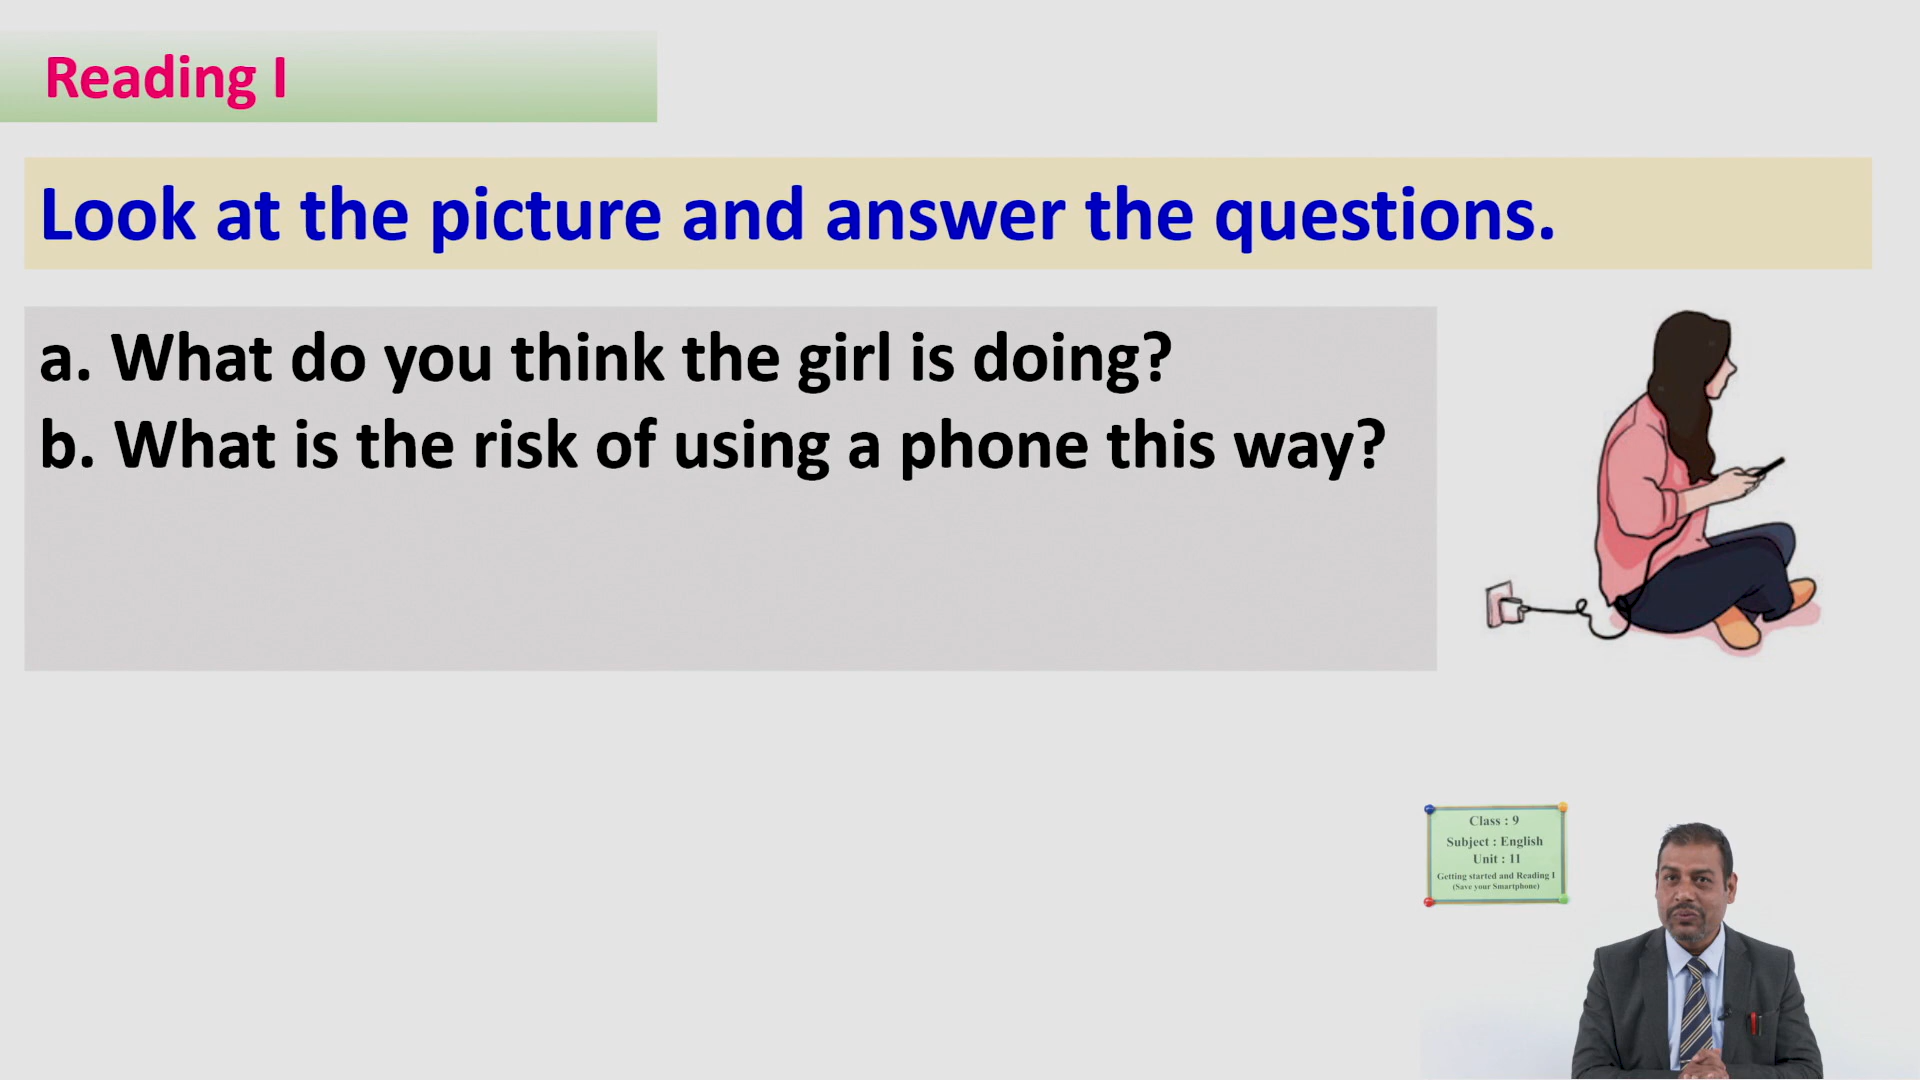 Reading I
Look at the picture and answer the questions.
a. What do you think the girl is doing?
b. What is the risk of using a phone this way?
Class : 9
Subject : English
Unit : 11
Getting started and Reading I
(Save your Smartphone)